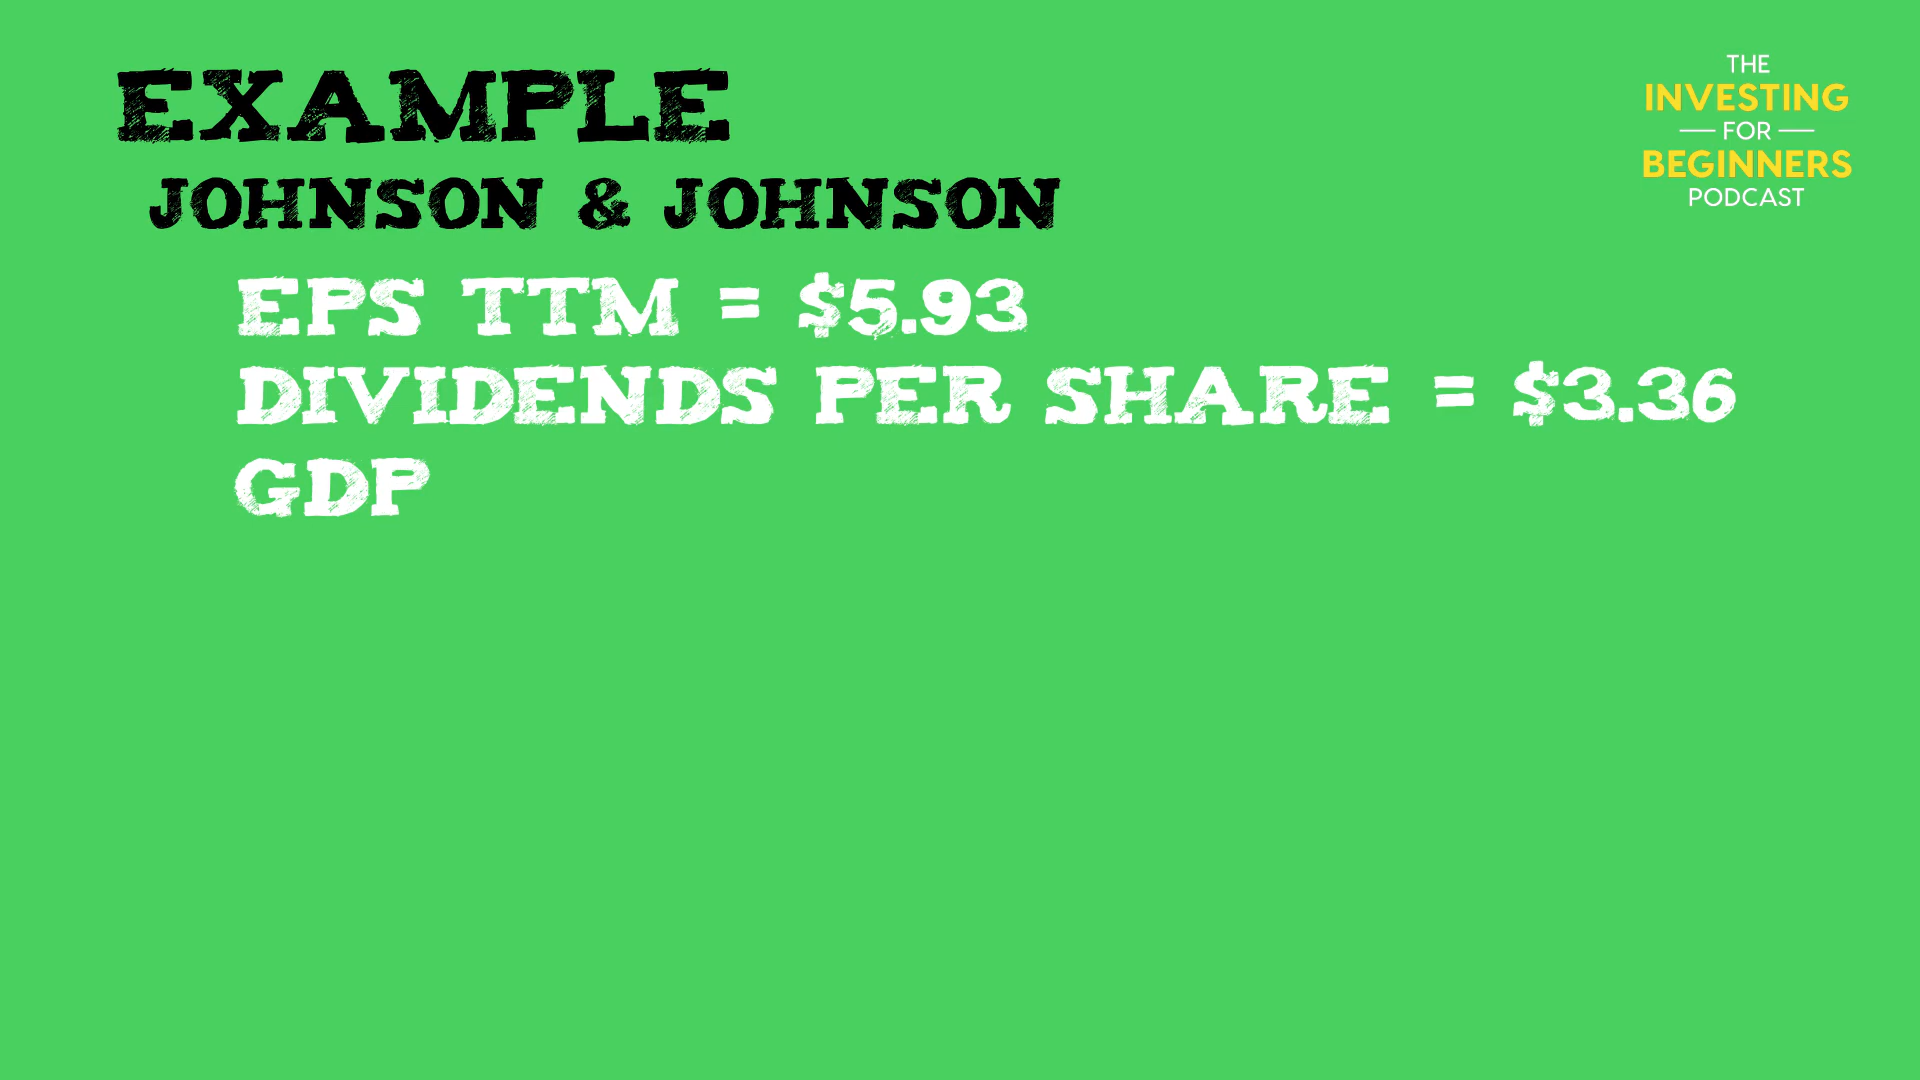 EXAMPLE
JOHNSON & JOHNSON
EPS TTM = $5.93
DIVIDENDS PER SHARE = $3.36
GDP
THE
INVESTING
FOR
BEGINNERS
PODCAST